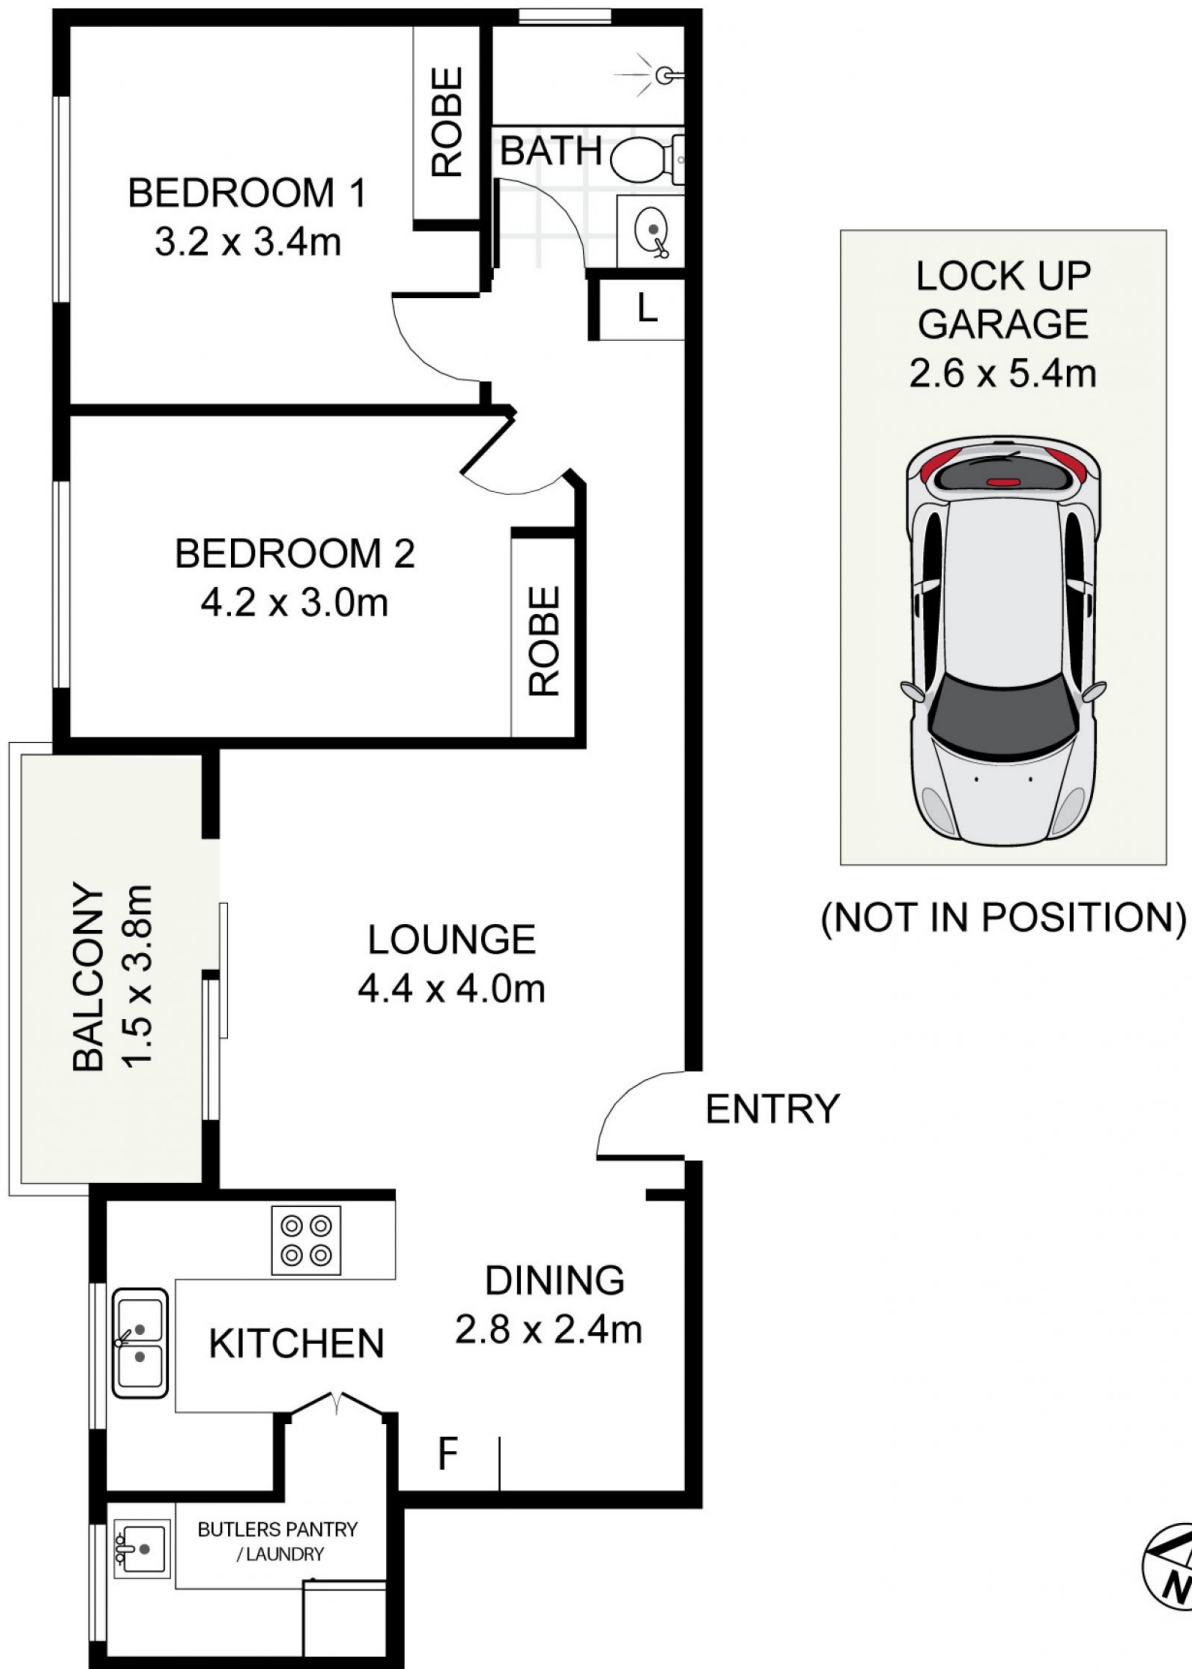 ROBE
BATH
BEDROOM 1
3.2 x 3.4m
L
LOCK UP
GARAGE
2.6 x 5.4m
BEDROOM 2
4.2 x 3.0m
ROBE
(NOT IN POSITION)
BALCONY
1.5 x 3.8m
LOUNGE
4.4 x 4.0m
ENTRY
DINING
2.8 x 2.4m
KITCHEN
F
BUTLERS PANTRY
/ LAUNDRY
N